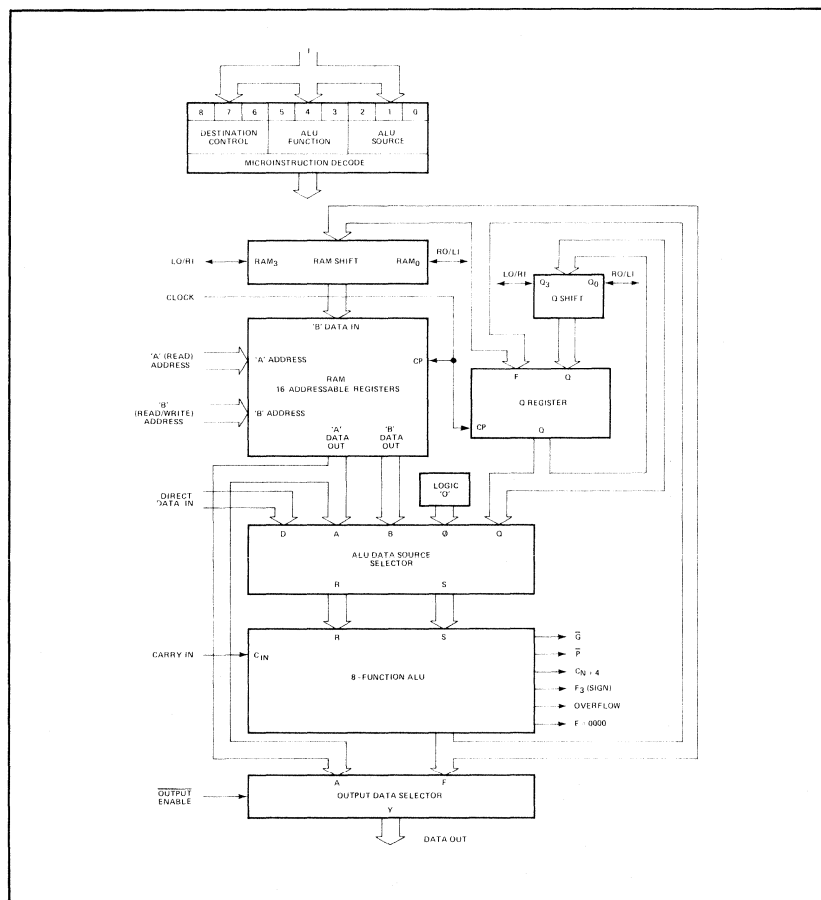 I
8 7 6 5 4 3 2 1 0
DESTINATION CONTROL
ALU FUNCTION
ALU SOURCE
MICROINSTRUCTION DECODE
LO/RI
RAM3
RAM SHIFT
RAM0
RO/LI
LO/RI
Q3
Q0
RO/LI
Q SHIFT
CLOCK
'B' DATA IN
'A' (READ)
ADDRESS
'A' ADDRESS
CP
RAM
16 ADDRESSABLE REGISTERS
'B'
(READ/WRITE)
ADDRESS
'B' ADDRESS
'A'
DATA
OUT
'B'
DATA
OUT
F Q
Q REGISTER
CP
Q
LOGIC
'0'
DIRECT
DATA IN
D A B Ø Q
ALU DATA SOURCE
SELECTOR
R S
R S
CARRY IN
CIN
8-FUNCTION ALU
G̅
P̅
CN + 4
F3 (SIGN)
OVERFLOW
F = 0000
A F
O̅U̅T̅P̅U̅T̅
ENABLE
OUTPUT DATA SELECTOR
Y
DATA OUT